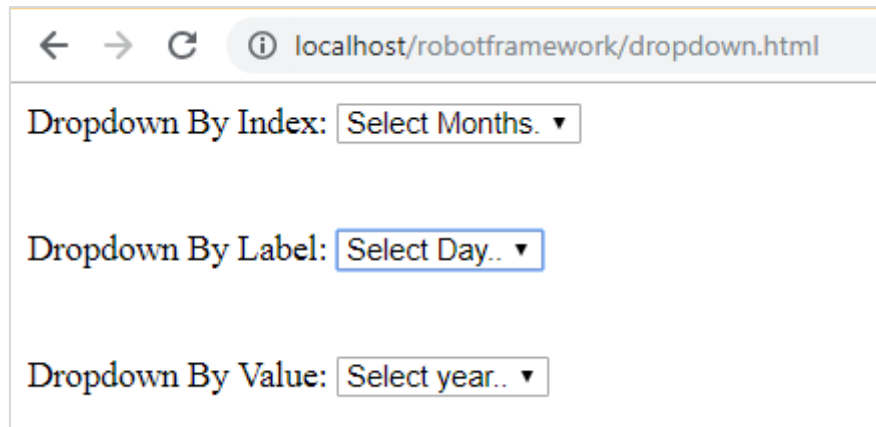 localhost/robotframework/dropdown.html
Dropdown By Index: Select Months.
Dropdown By Label: Select Day..
Dropdown By Value: Select year..